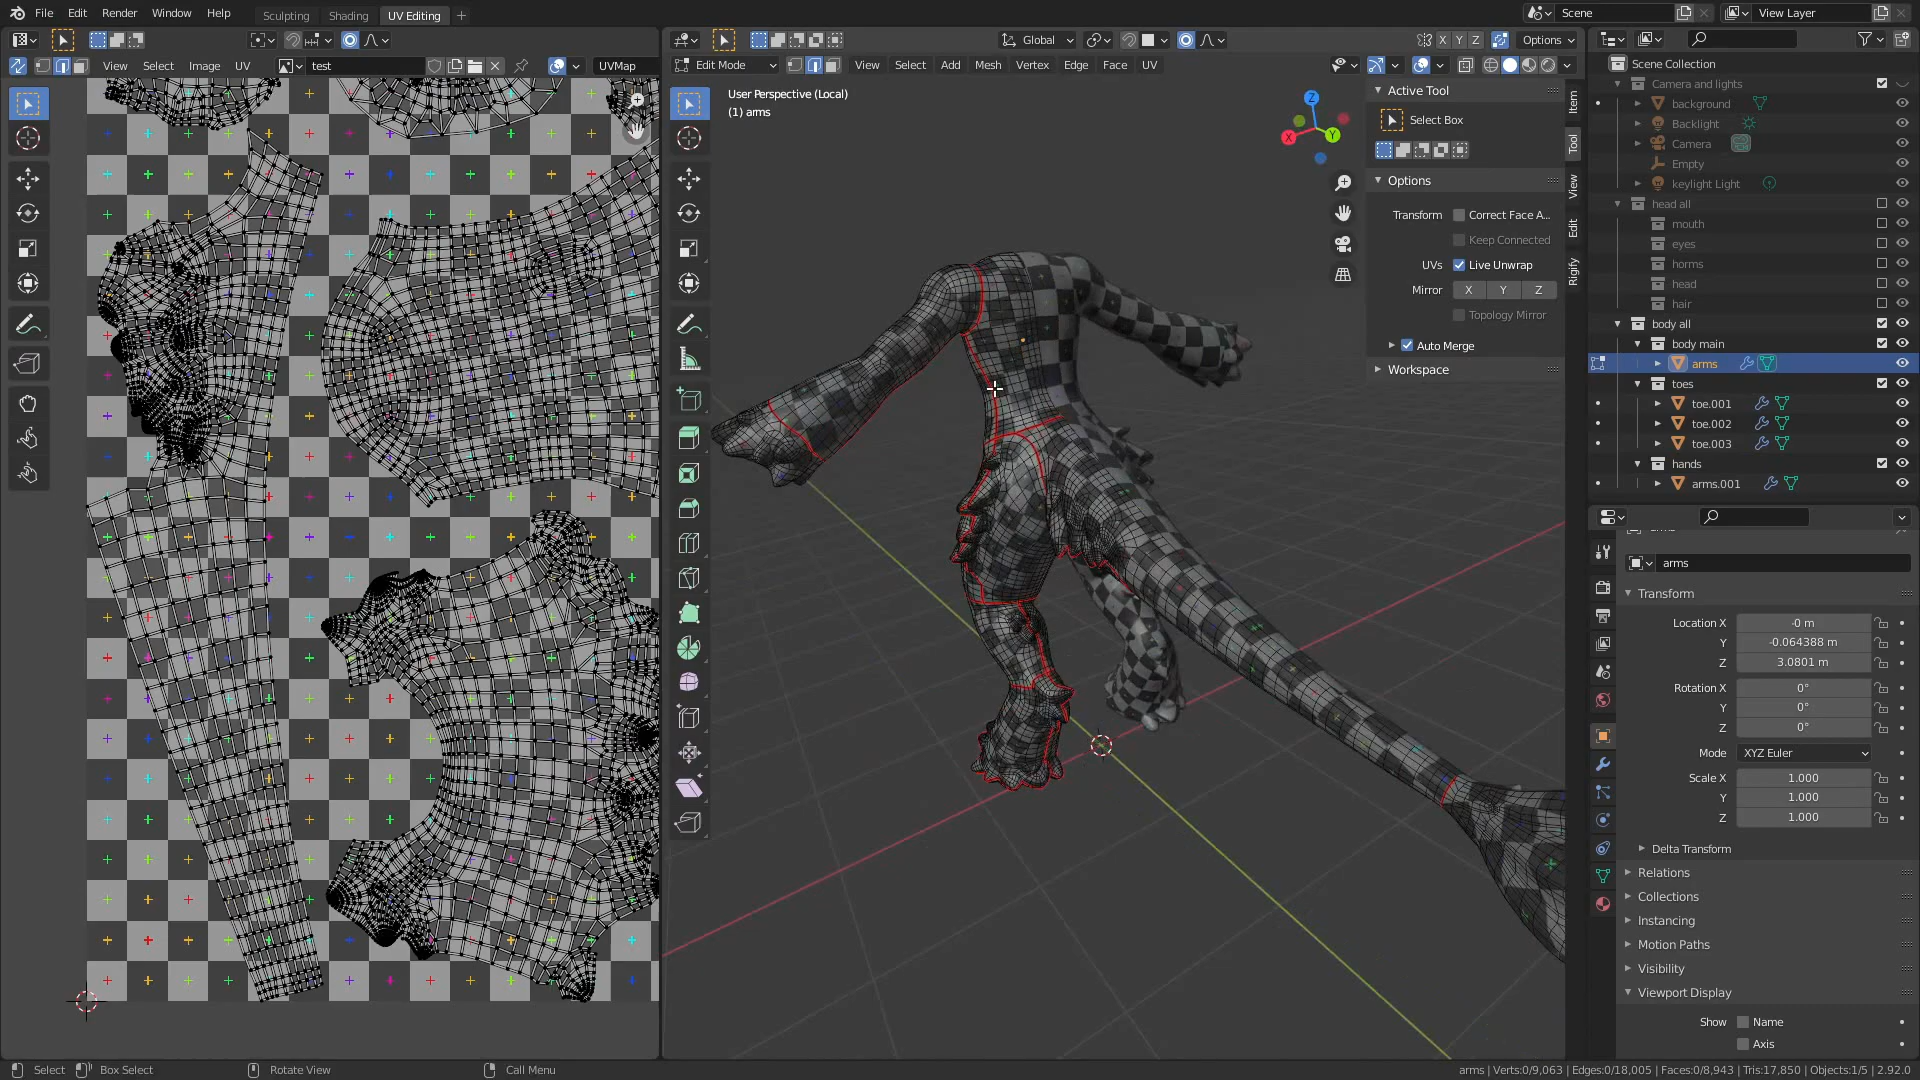 File Edit Render Window Help Sculpting Shading UV Editing + Scene View Layer
Global X Y Z Options
View Select Image UV test UVMap
Edit Mode View Select Add Mesh Vertex Edge Face UV
User Perspective (Local)
(1) arms
Z
X
Y
Active Tool
Select Box
Options
Transform Correct Face A...
Keep Connected
UVs Live Unwrap
Mirror X Y Z
Topology Mirror
Auto Merge
Workspace
Item
Tool
View
Edit
Rigify
Scene Collection
Camera and lights
background
Backlight
Camera
Empty
keylight Light
head all
mouth
eyes
horms
head
hair
body all
body main
arms
toes
toe.001
toe.002
toe.003
hands
arms.001
arms
Transform
Location X -0 m
Y -0.064388 m
Z 3.0801 m
Rotation X 0°
Y 0°
Z 0°
Mode XYZ Euler
Scale X 1.000
Y 1.000
Z 1.000
Delta Transform
Relations
Collections
Instancing
Motion Paths
Visibility
Viewport Display
Show Name
Axis
Select Box Select Rotate View Call Menu
arms | Verts:0/9,063 | Edges:0/18,005 | Faces:0/8,943 | Tris:17,850 | Objects:1/5 | 2.92.0